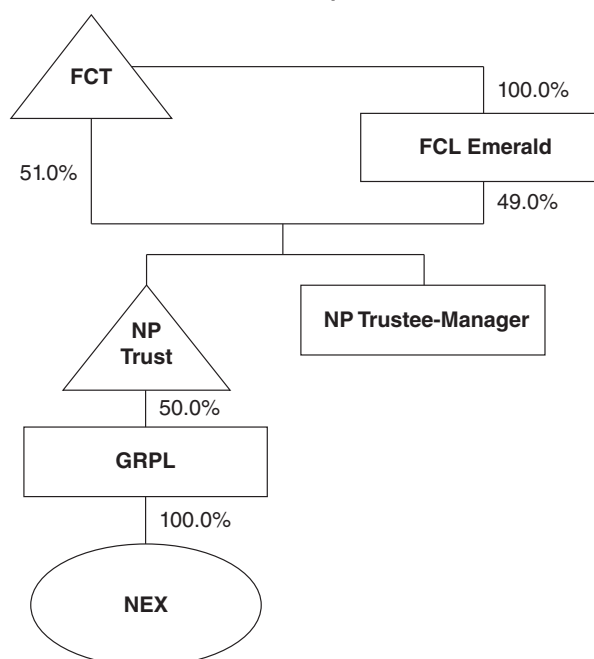 FCT
100.0%
FCL Emerald
51.0%
49.0%
NP Trustee-Manager
NP
Trust
50.0%
GRPL
100.0%
NEX